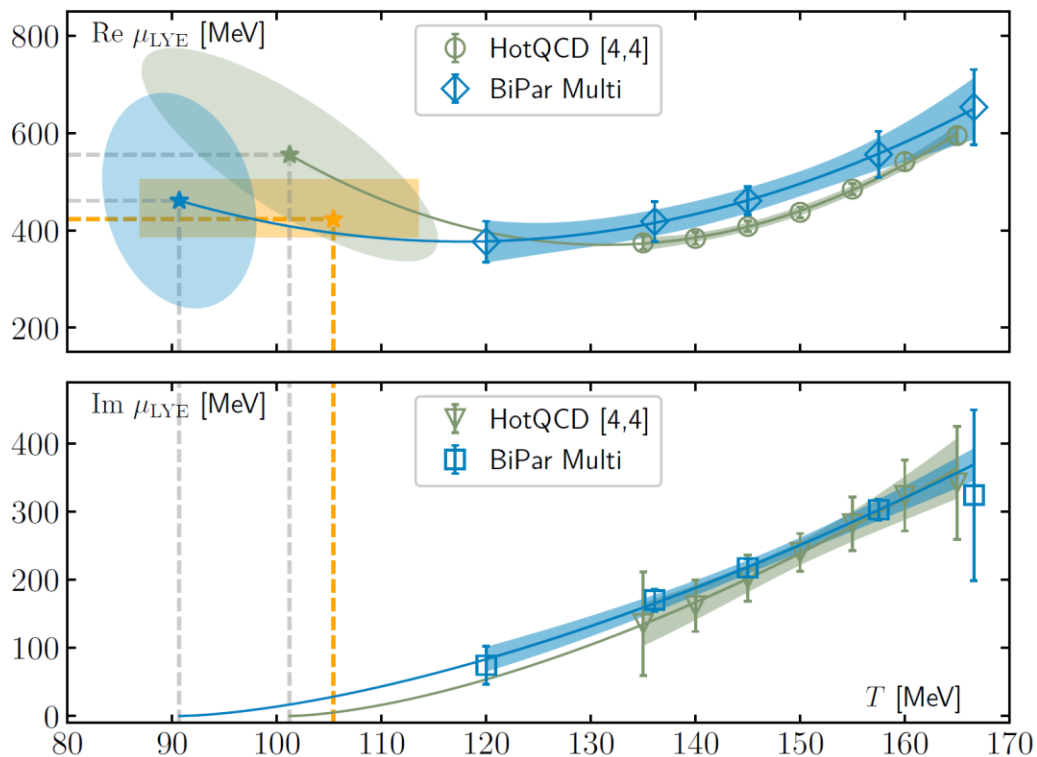 Re μ_LYE [MeV]
HotQCD [4,4]
BiPar Multi
800
600
400
200
Im μ_LYE [MeV]
HotQCD [4,4]
BiPar Multi
400
300
200
100
0
T [MeV]
80 90 100 110 120 130 140 150 160 170